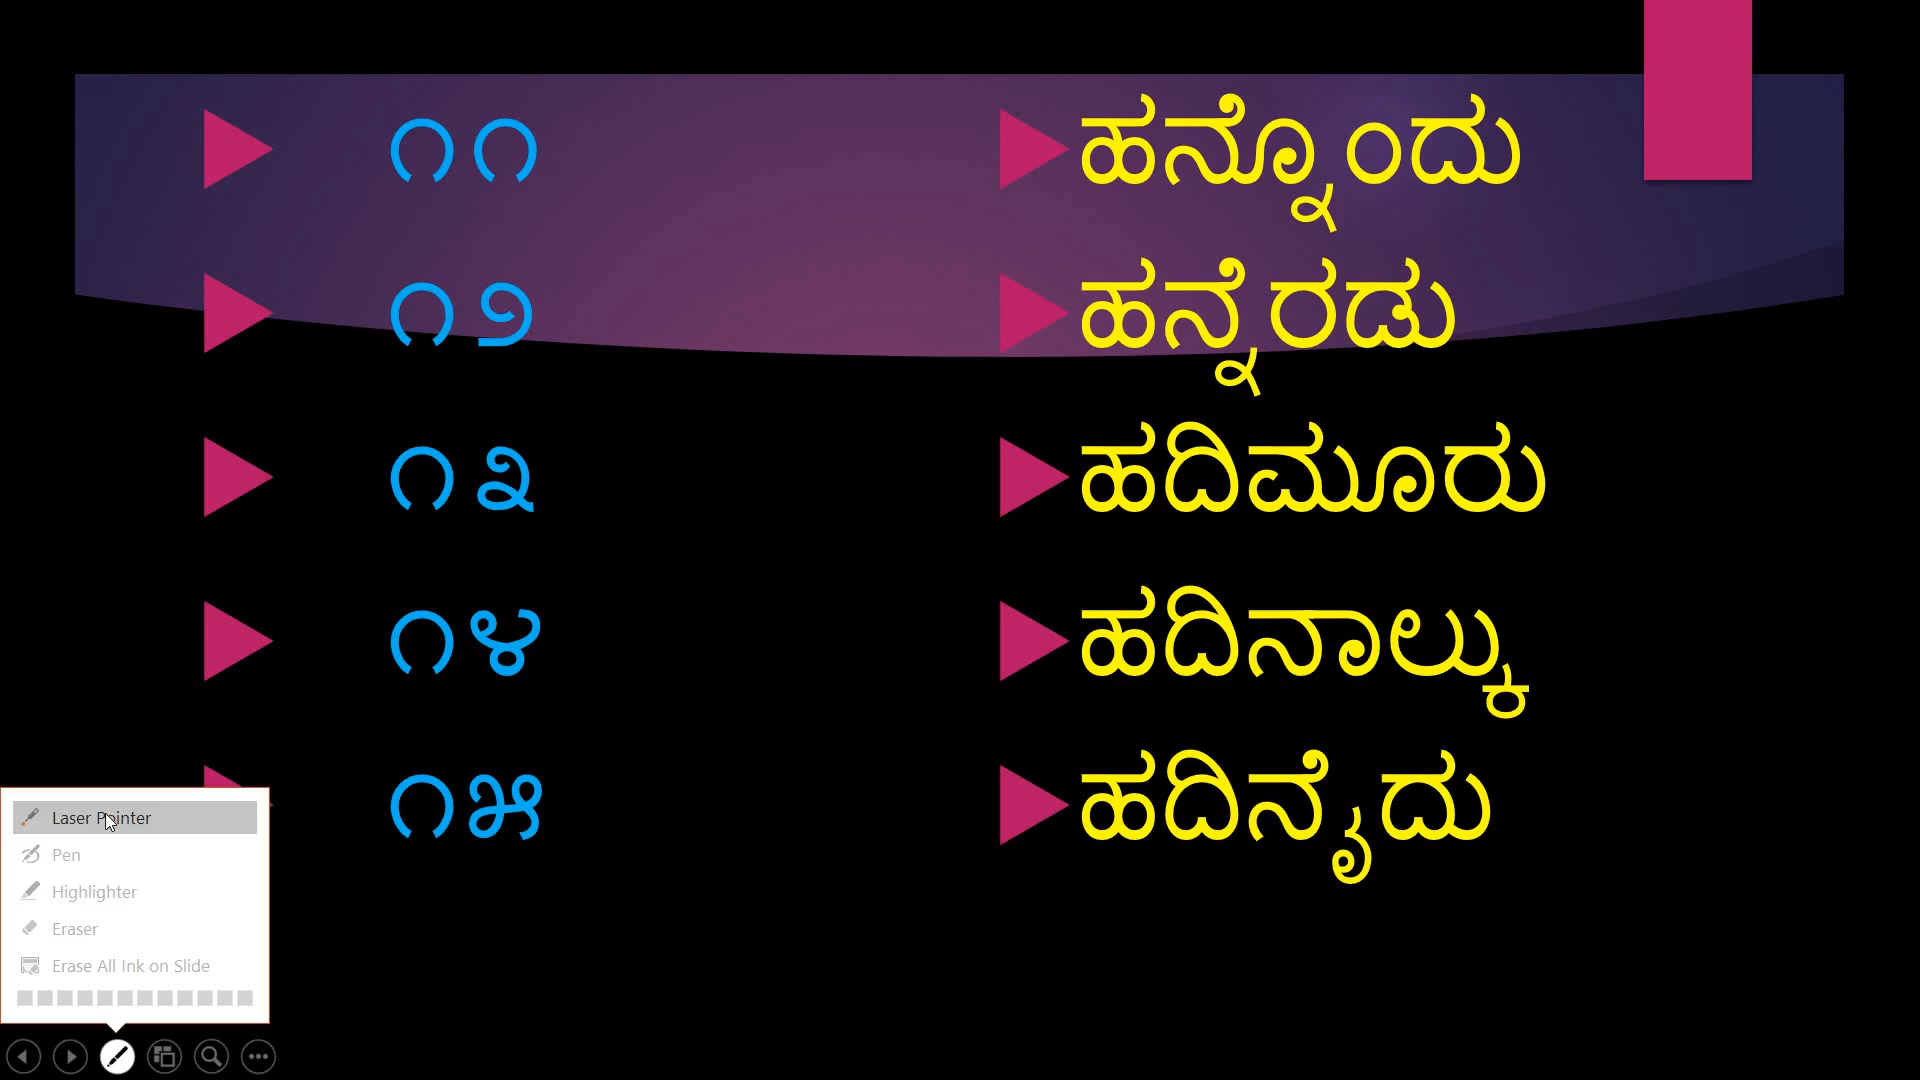 ೧೧ ಹನ್ನೊಂದು
೧೨ ಹನ್ನೆರಡು
೧೩ ಹದಿಮೂರು
೧೪ ಹದಿನಾಲ್ಕು
೧೫ ಹದಿನೈದು
Laser Pointer
Pen
Highlighter
Eraser
Erase All Ink on Slide